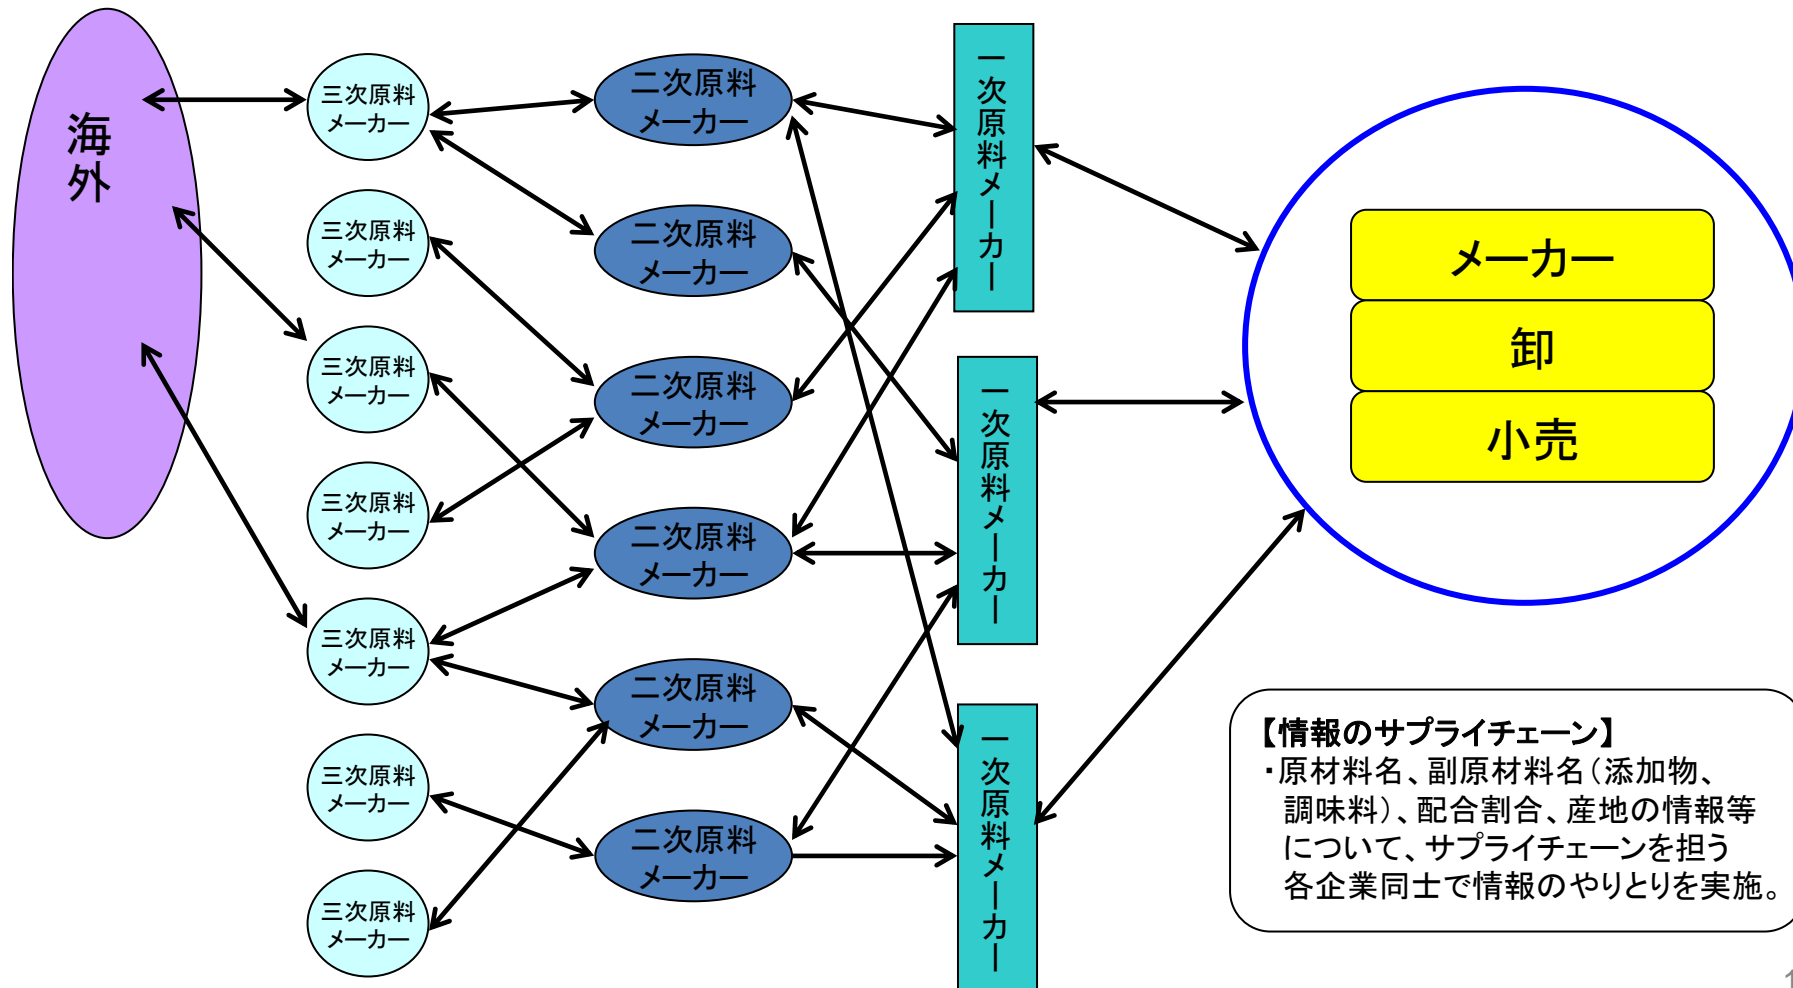 海外
三次原料
メーカー
三次原料
メーカー
三次原料
メーカー
三次原料
メーカー
三次原料
メーカー
三次原料
メーカー
三次原料
メーカー
二次原料
メーカー
二次原料
メーカー
二次原料
メーカー
二次原料
メーカー
二次原料
メーカー
二次原料
メーカー
一次原料メーカー
一次原料メーカー
一次原料メーカー
メーカー
卸
小売
【情報のサプライチェーン】
・原材料名、副原材料名（添加物、
調味料）、配合割合、産地の情報等
について、サプライチェーンを担う
各企業同士で情報のやりとりを実施。